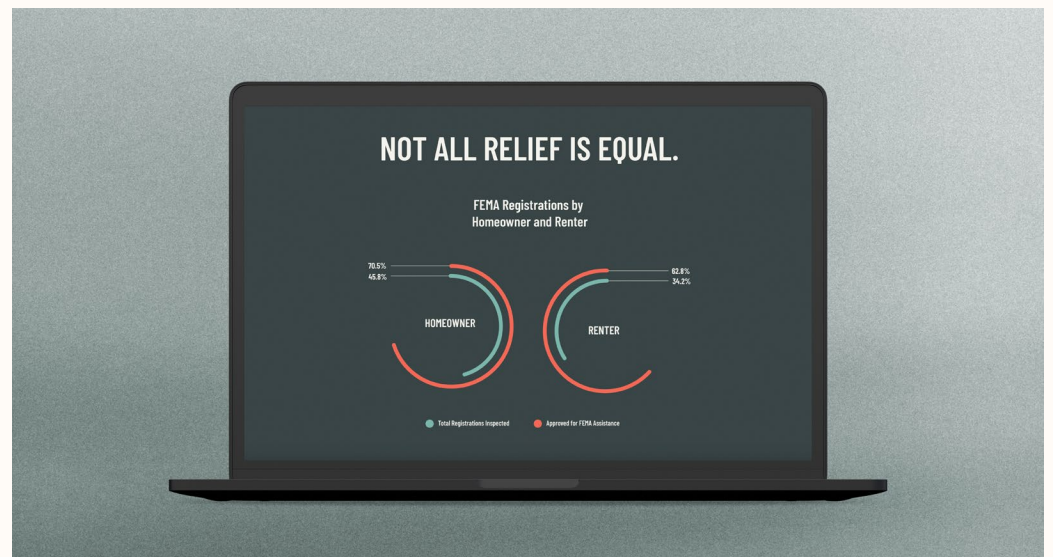 NOT ALL RELIEF IS EQUAL.
FEMA Registrations by
Homeowner and Renter
70.5%
45.8%
HOMEOWNER
62.8%
34.2%
RENTER
Total Registrations Inspected
Approved for FEMA Assistance